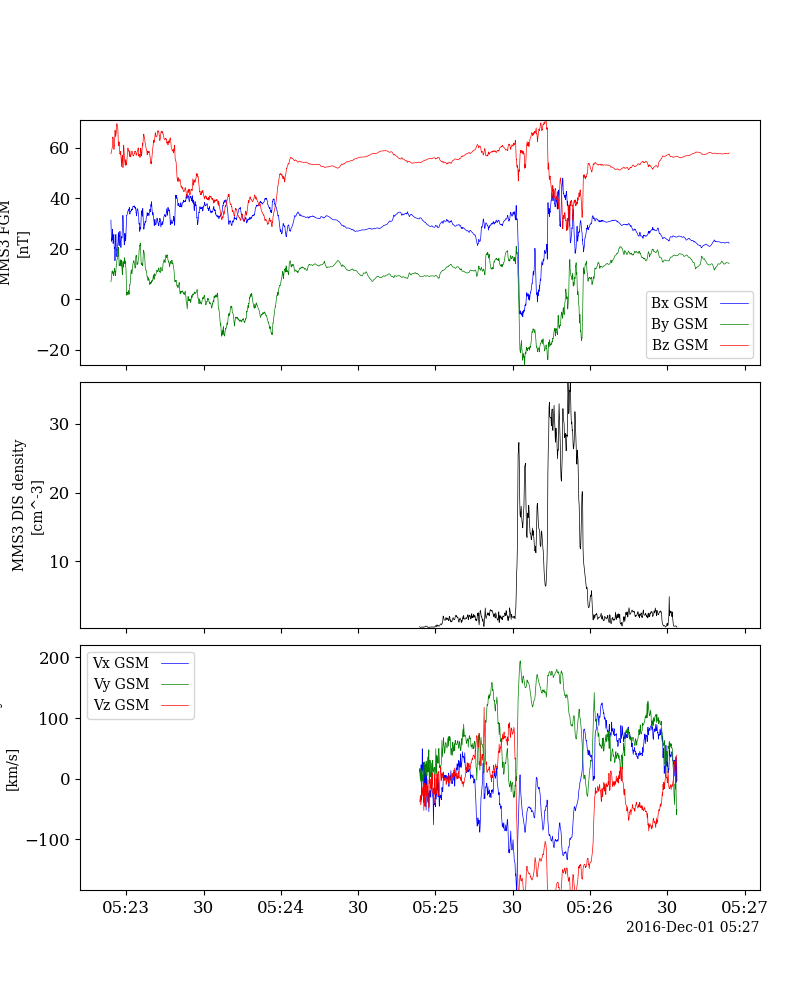 60
40
20
0
−20
MMS3 FGM
[nT]
Bx GSM
By GSM
Bz GSM
30
20
10
MMS3 DIS density
[cm^-3]
200
100
0
−100
[km/s]
Vx GSM
Vy GSM
Vz GSM
05:23
30
05:24
30
05:25
30
05:26
30
05:27
2016-Dec-01 05:27